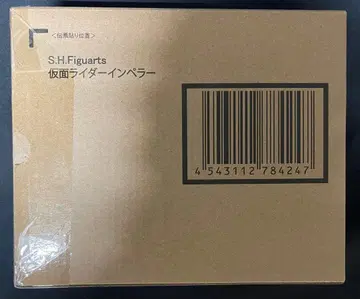 ＜伝票貼り位置＞
S.H.Figuarts
仮面ライダーインペラー
4 543112 784247